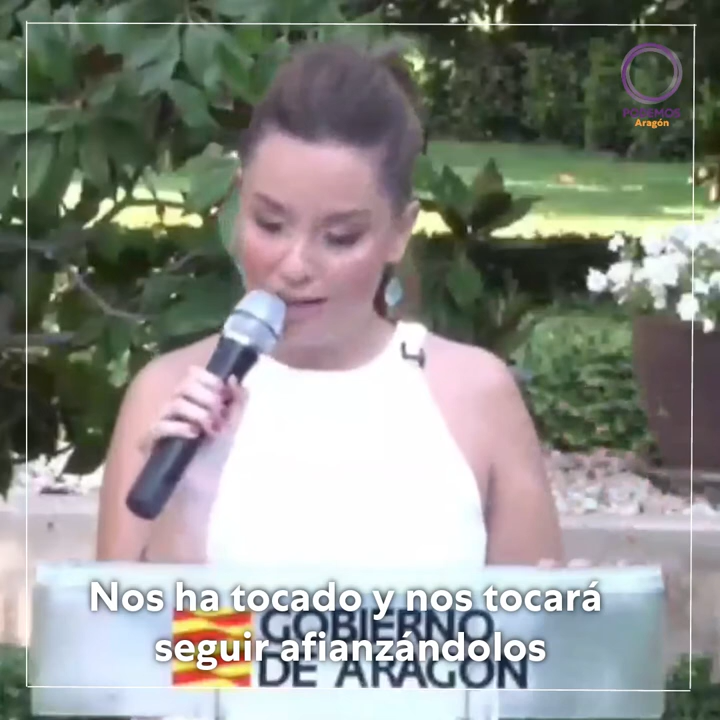 PODEMOS
Aragón
Nos ha tocado y nos tocará
seguir afianzándolos
GOBIERNO
DE ARAGÓN